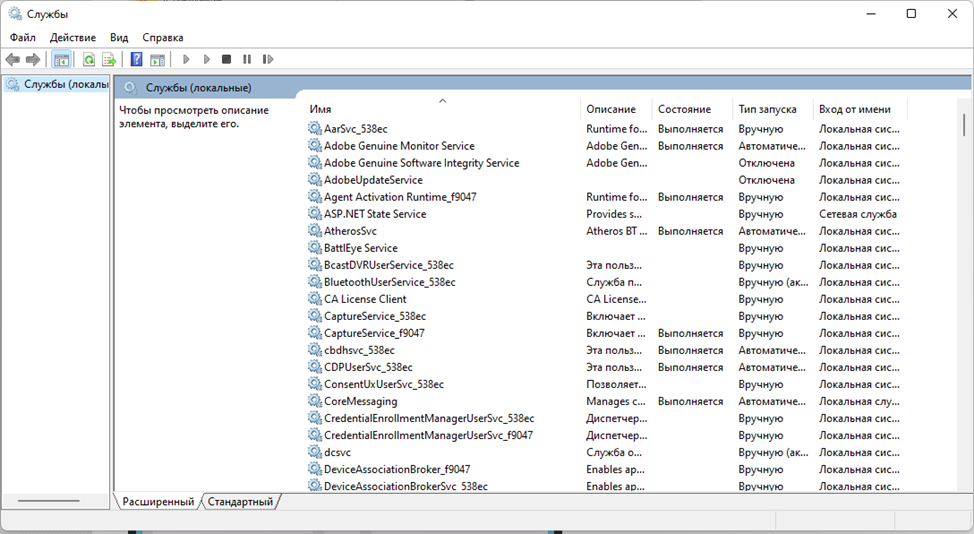 Службы
Файл Действие Вид Справка
Службы (локаль
Службы (локальные)
Чтобы просмотреть описание
элемента, выделите его.
Имя Описание Состояние Тип запуска Вход от имени
AarSvc_538ec Runtime fo... Выполняется Вручную Локальная сис...
Adobe Genuine Monitor Service Adobe Gen... Выполняется Автоматиче... Локальная сис...
Adobe Genuine Software Integrity Service Adobe Gen... Отключена Локальная сис...
AdobeUpdateService Отключена Локальная сис...
Agent Activation Runtime_f9047 Runtime fo... Выполняется Вручную Локальная сис...
ASP.NET State Service Provides s... Вручную Сетевая служба
AtherosSvc Atheros BT ... Выполняется Автоматиче... Локальная сис...
BattlEye Service Вручную Локальная сис...
BcastDVRUserService_538ec Эта польз... Вручную Локальная сис...
BluetoothUserService_538ec Служба п... Вручную (ак... Локальная сис...
CA License Client CA License... Вручную Локальная сис...
CaptureService_538ec Включает ... Вручную Локальная сис...
CaptureService_f9047 Включает ... Выполняется Вручную Локальная сис...
cbdhsvc_538ec Эта польз... Выполняется Автоматиче... Локальная сис...
CDPUserSvc_538ec Эта польз... Выполняется Автоматиче... Локальная сис...
ConsentUxUserSvc_538ec Позволяет... Вручную Локальная сис...
CoreMessaging Manages c... Выполняется Автоматиче... Локальная слу...
CredentialEnrollmentManagerUserSvc_538ec Диспетчер... Вручную Локальная сис...
CredentialEnrollmentManagerUserSvc_f9047 Диспетчер... Вручную Локальная сис...
dcsvc Служба о... Вручную (ак... Локальная сис...
DeviceAssociationBroker_f9047 Enables ap... Вручную Локальная сис...
DeviceAssociationBrokerSvc_538ec Enables ap... Вручную Локальная сис...
Расширенный Стандартный